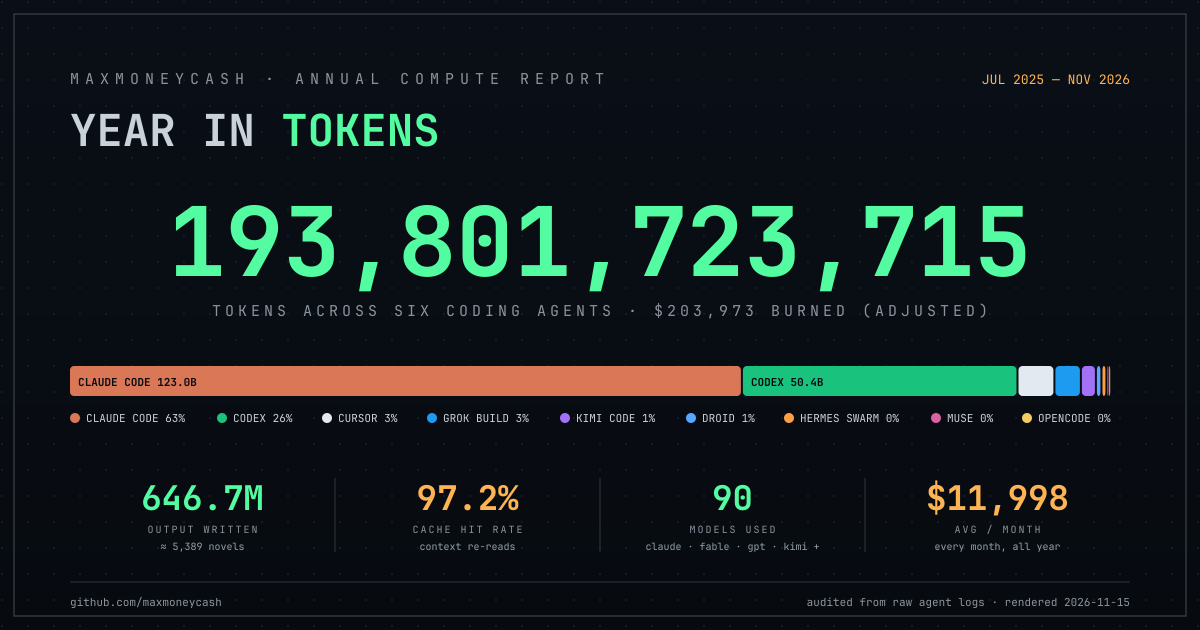 MAXMONEYCASH · ANNUAL COMPUTE REPORT
JUL 2025 — NOV 2026
YEAR IN TOKENS
193,801,723,715
TOKENS ACROSS SIX CODING AGENTS · $203,973 BURNED (ADJUSTED)
CLAUDE CODE 123.0B
CODEX 50.4B
CLAUDE CODE 63% CODEX 26% CURSOR 3% GROK BUILD 3% KIMI CODE 1% DROID 1% HERMES SWARM 0% MUSE 0% OPENCODE 0%
646.7M 97.2% 90 $11,998
OUTPUT WRITTEN CACHE HIT RATE MODELS USED AVG / MONTH
≈ 5,389 novels context re-reads claude · fable · gpt · kimi + every month, all year
github.com/maxmoneycash
audited from raw agent logs · rendered 2026-11-15